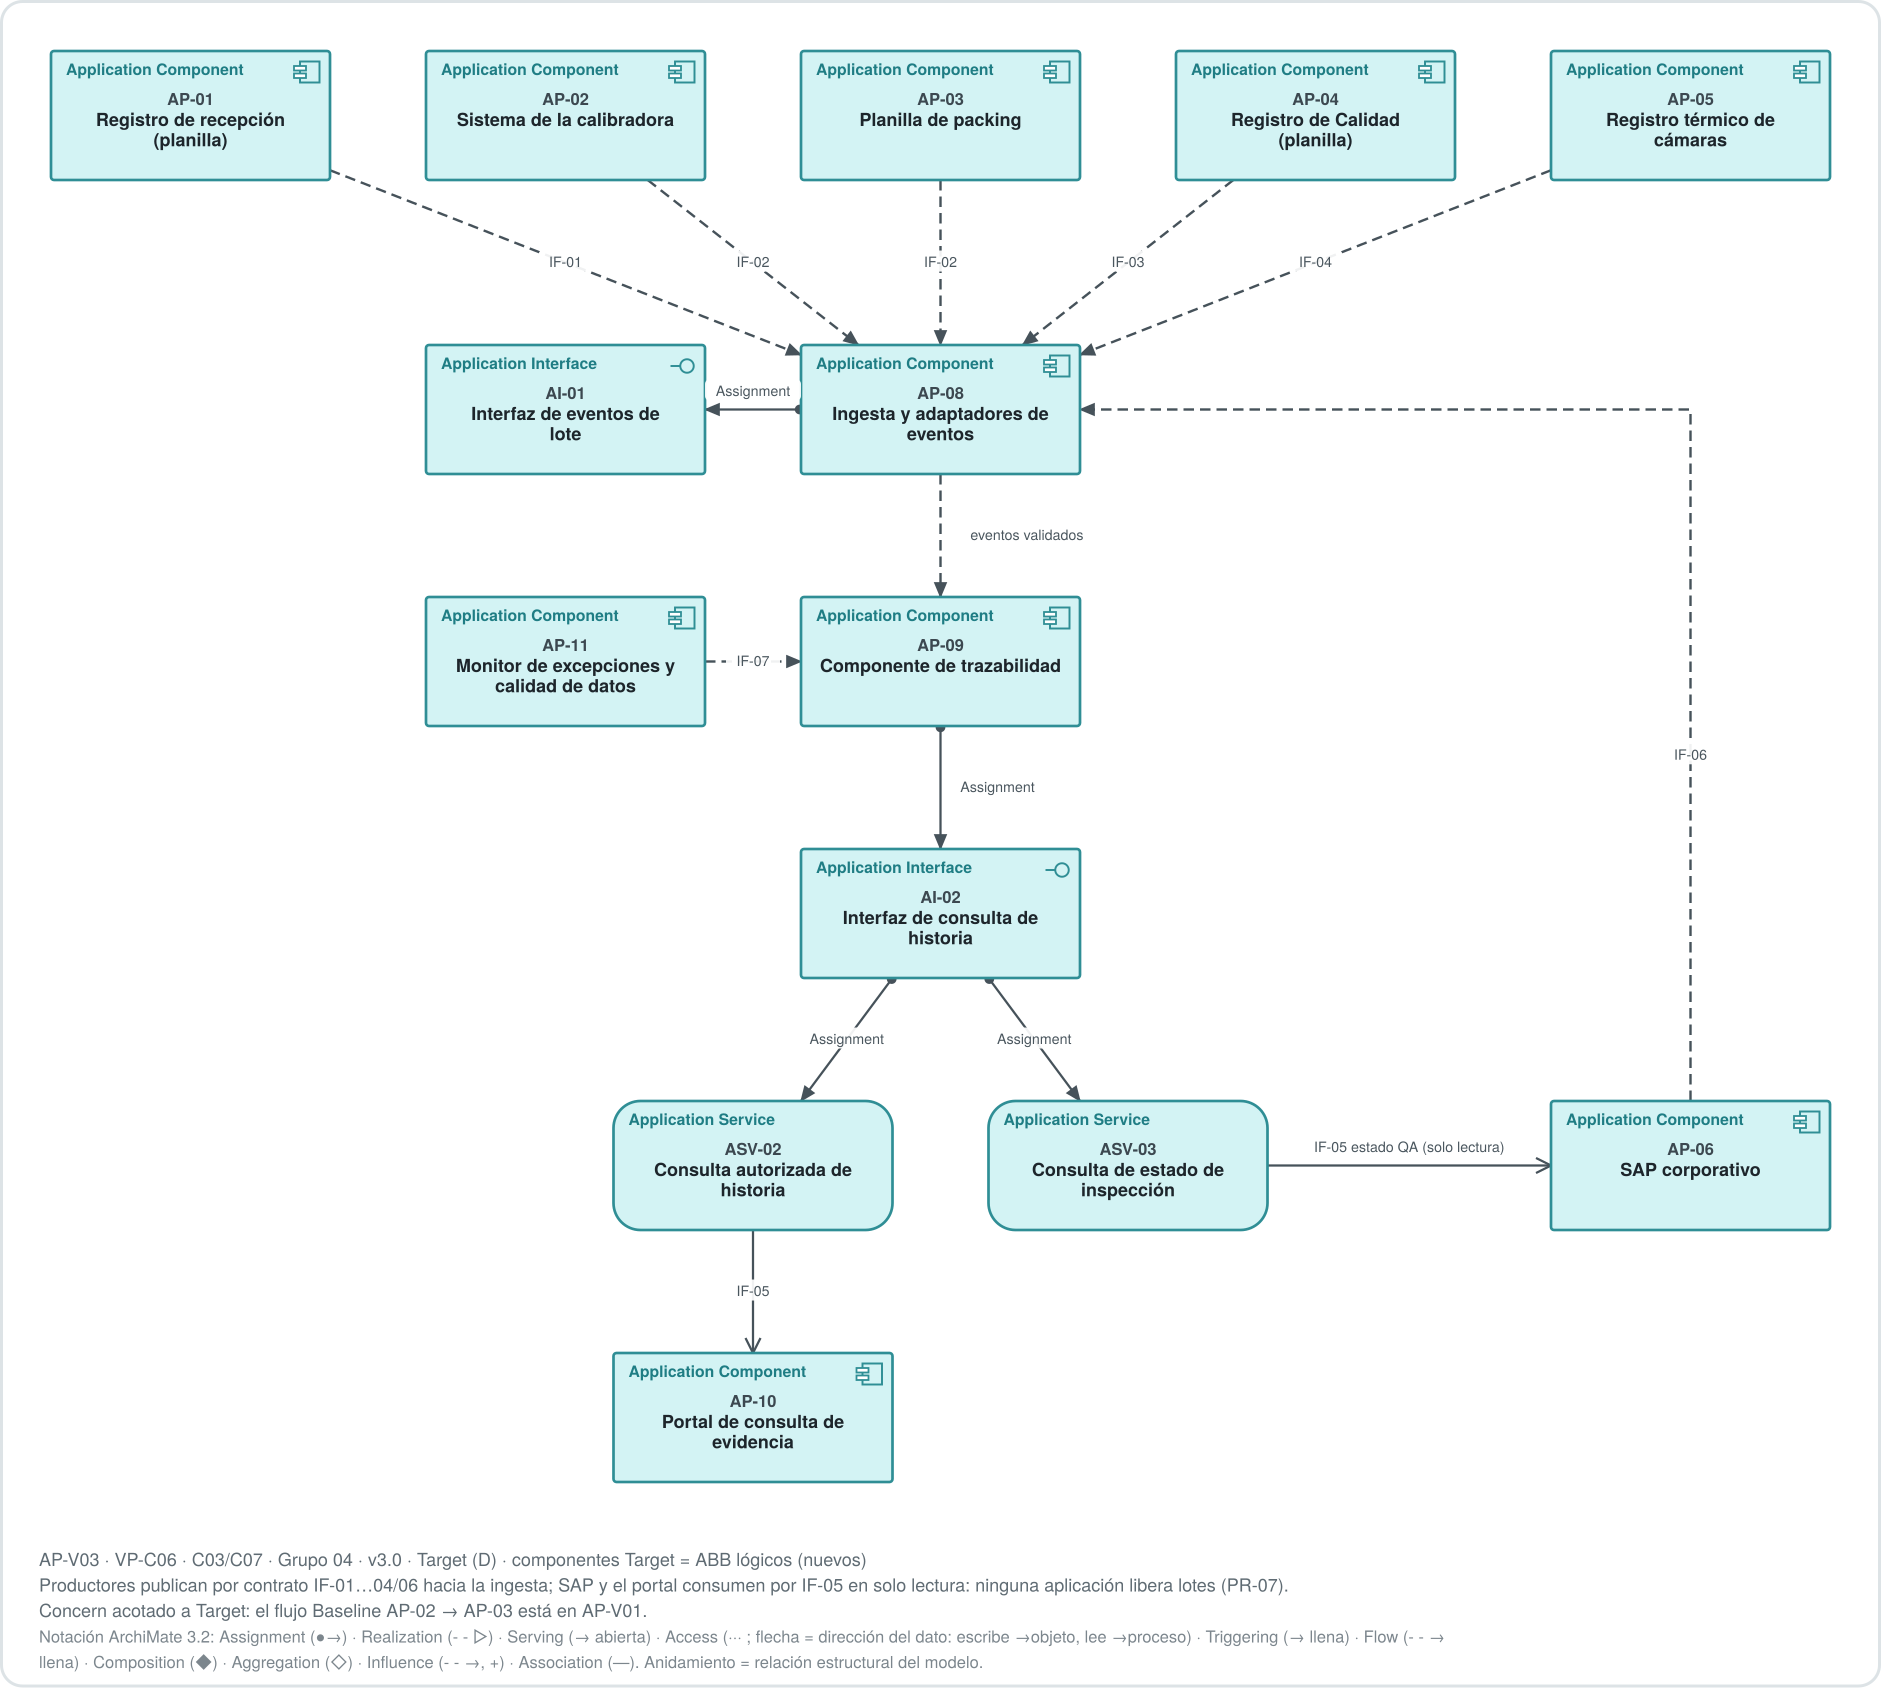 Application Component
AP-01
Registro de recepción
(planilla)
Application Component
AP-02
Sistema de la calibradora
Application Component
AP-03
Planilla de packing
Application Component
AP-04
Registro de Calidad
(planilla)
Application Component
AP-05
Registro térmico de
cámaras
IF-01
IF-02
IF-02
IF-03
IF-04
Application Interface
AI-01
Interfaz de eventos de
lote
Assignment
Application Component
AP-08
Ingesta y adaptadores de
eventos
eventos validados
Application Component
AP-11
Monitor de excepciones y
calidad de datos
IF-07
Application Component
AP-09
Componente de trazabilidad
IF-06
Assignment
Application Interface
AI-02
Interfaz de consulta de
historia
Assignment
Assignment
Application Service
ASV-02
Consulta autorizada de
historia
Application Service
ASV-03
Consulta de estado de
inspección
IF-05 estado QA (solo lectura)
Application Component
AP-06
SAP corporativo
IF-05
Application Component
AP-10
Portal de consulta de
evidencia
AP-V03 · VP-C06 · C03/C07 · Grupo 04 · v3.0 · Target (D) · componentes Target = ABB lógicos (nuevos)
Productores publican por contrato IF-01…04/06 hacia la ingesta; SAP y el portal consumen por IF-05 en solo lectura: ninguna aplicación libera lotes (PR-07).
Concern acotado a Target: el flujo Baseline AP-02 → AP-03 está en AP-V01.
Notación ArchiMate 3.2: Assignment (●→) · Realization (- - ▷) · Serving (→ abierta) · Access (··· ; flecha = dirección del dato: escribe →objeto, lee →proceso) · Triggering (→ llena) · Flow (- - →
llena) · Composition (◆) · Aggregation (◇) · Influence (- - →, +) · Association (—). Anidamiento = relación estructural del modelo.